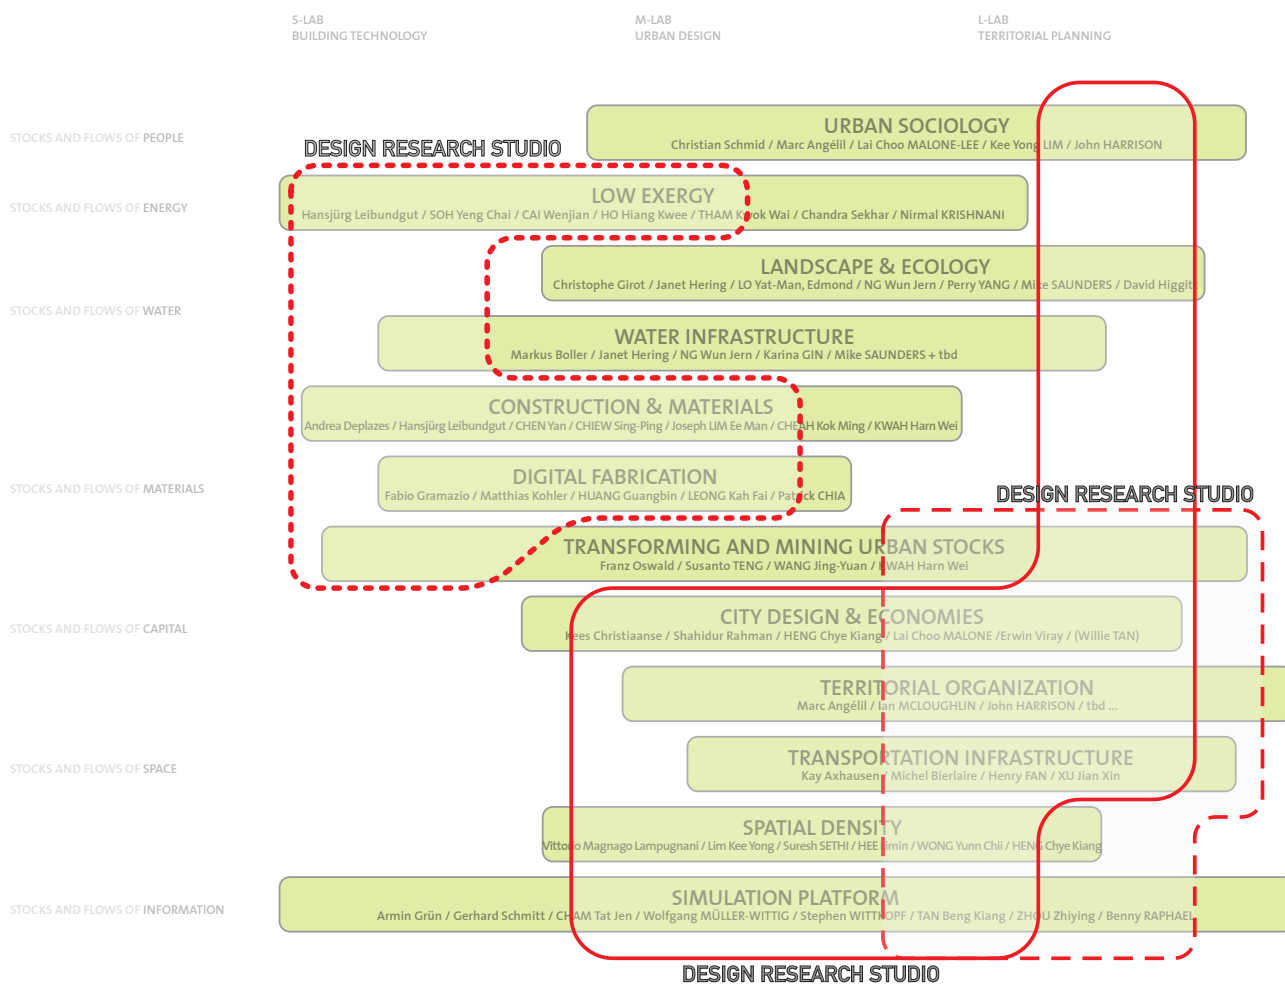 S-LAB
BUILDING TECHNOLOGY
M-LAB
URBAN DESIGN
L-LAB
TERRITORIAL PLANNING
STOCKS AND FLOWS OF PEOPLE
URBAN SOCIOLOGY
Christian Schmid / Marc Angélil / Lai Choo MALONE-LEE / Kee Yong LIM / John HARRISON
DESIGN RESEARCH STUDIO
STOCKS AND FLOWS OF ENERGY
LOW EXERGY
Hansjürg Leibundgut / SOH Yeng Chai / CAI Wenjian / HO Hiang Kwee / THAM Kwok Wai / Chandra Sekhar / Nirmal KRISHNANI
LANDSCAPE & ECOLOGY
Christophe Girot / Janet Hering / LO Yat-Man, Edmond / NG Wun Jern / Perry YANG / Mike SAUNDERS / David Higgitt
STOCKS AND FLOWS OF WATER
WATER INFRASTRUCTURE
Markus Boller / Janet Hering / NG Wun Jern / Karina GIN / Mike SAUNDERS + tbd
CONSTRUCTION & MATERIALS
Andrea Deplazes / Hansjürg Leibundgut / CHEN Yan / CHIEW Sing-Ping / Joseph LIM Ee Man / CHEAH Kok Ming / KWAH Harn Wei
STOCKS AND FLOWS OF MATERIALS
DIGITAL FABRICATION
Fabio Gramazio / Matthias Kohler / HUANG Guangbin / LEONG Kah Fai / Patrick CHIA
DESIGN RESEARCH STUDIO
TRANSFORMING AND MINING URBAN STOCKS
Franz Oswald / Susanto TENG / WANG Jing-Yuan / KWAH Harn Wei
STOCKS AND FLOWS OF CAPITAL
CITY DESIGN & ECONOMIES
Kees Christiaanse / Shahidur Rahman / HENG Chye Kiang / Lai Choo MALONE /Erwin Viray / (Willie TAN)
TERRITORIAL ORGANIZATION
Marc Angélil / Ian MCLOUGHLIN / John HARRISON / tbd ...
STOCKS AND FLOWS OF SPACE
TRANSPORTATION INFRASTRUCTURE
Kay Axhausen / Michel Bierlaire / Henry FAN / XU Jian Xin
SPATIAL DENSITY
Vittorio Magnago Lampugnani / Lim Kee Yong / Suresh SETHI / HEE Limin / WONG Yunn Chii / HENG Chye Kiang
STOCKS AND FLOWS OF INFORMATION
SIMULATION PLATFORM
Armin Grün / Gerhard Schmitt / CHAM Tat Jen / Wolfgang MÜLLER-WITTIG / Stephen WITTKOPF / TAN Beng Kiang / ZHOU Zhiying / Benny RAPHAEL
DESIGN RESEARCH STUDIO